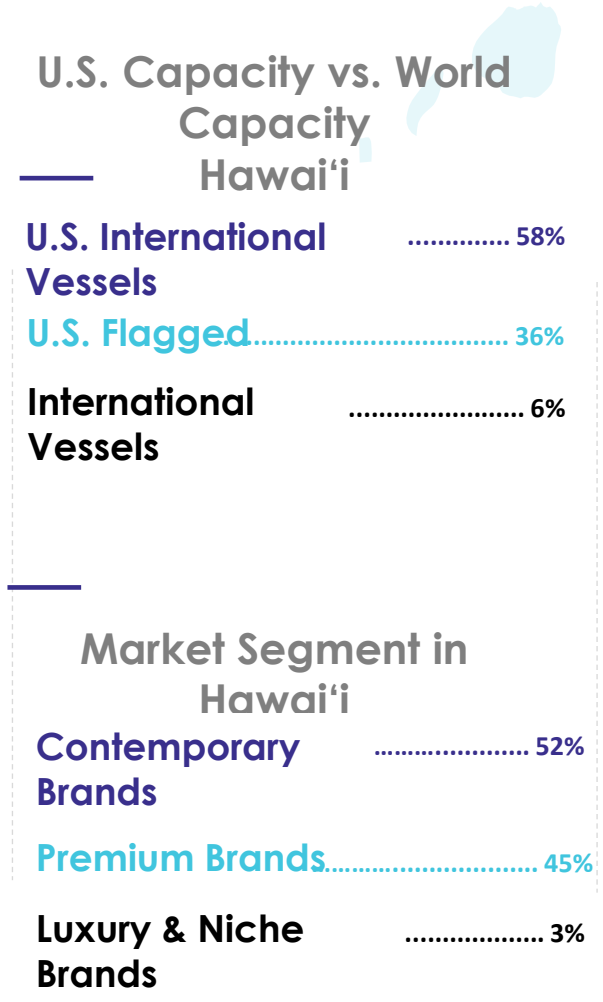 U.S. Capacity vs. World
Capacity
Hawai‘i
U.S. International
Vessels
.............. 58%
U.S. Flagged.................................... 36%
International
Vessels
........................ 6%
Market Segment in
Hawai‘i
Contemporary
Brands
..................... 52%
Premium Brands.............................. 45%
Luxury & Niche
Brands
................... 3%